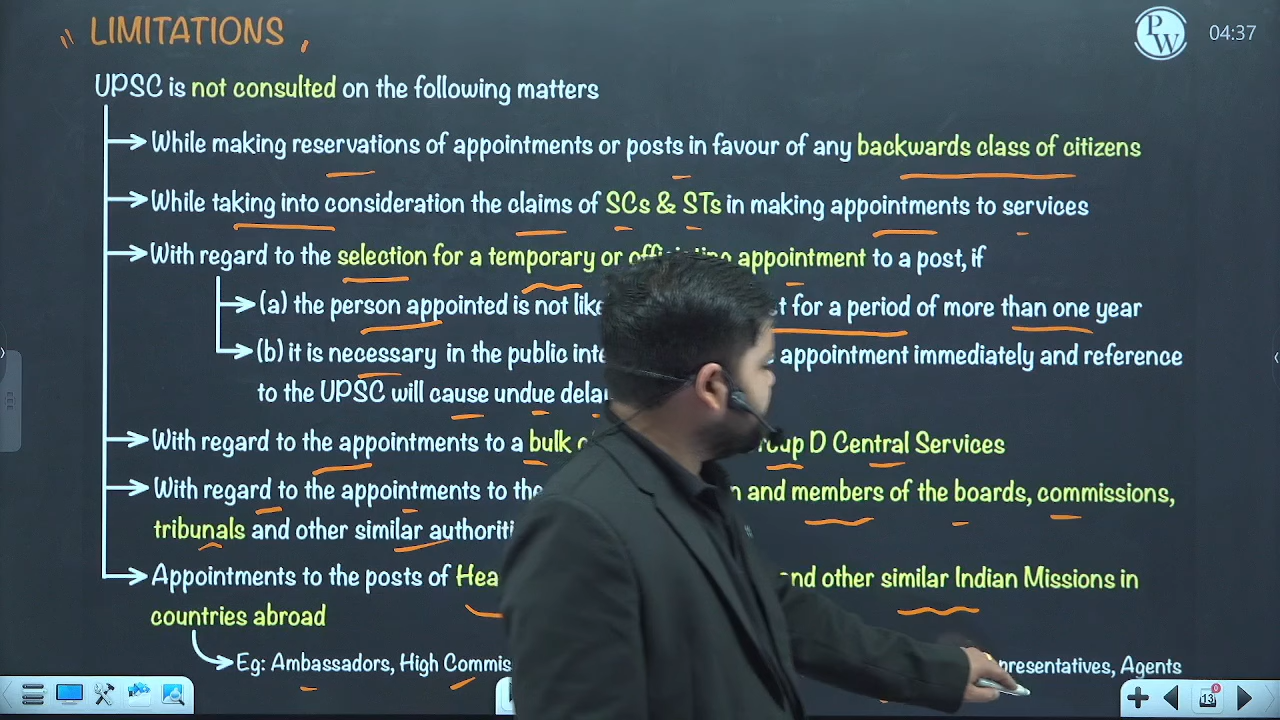 " LIMITATIONS ,
PW 04:37
UPSC is not consulted on the following matters
While making reservations of appointments or posts in favour of any backwards class of citizens
While taking into consideration the claims of SCs & STs in making appointments to services
With regard to the selection for a temporary or officiating appointment to a post, if
(a) the person appointed is not for a period of more than one year
(b) it is necessary in the public appointment immediately and reference
to the UPSC will cause undue
With regard to the appointments to a bulk D Central Services
With regard to the appointments to the and members of the boards, commissions,
tribunals and other similar
Appointments to the posts of and other similar Indian Missions in
countries abroad
Eg: Ambassadors, High Agents
13